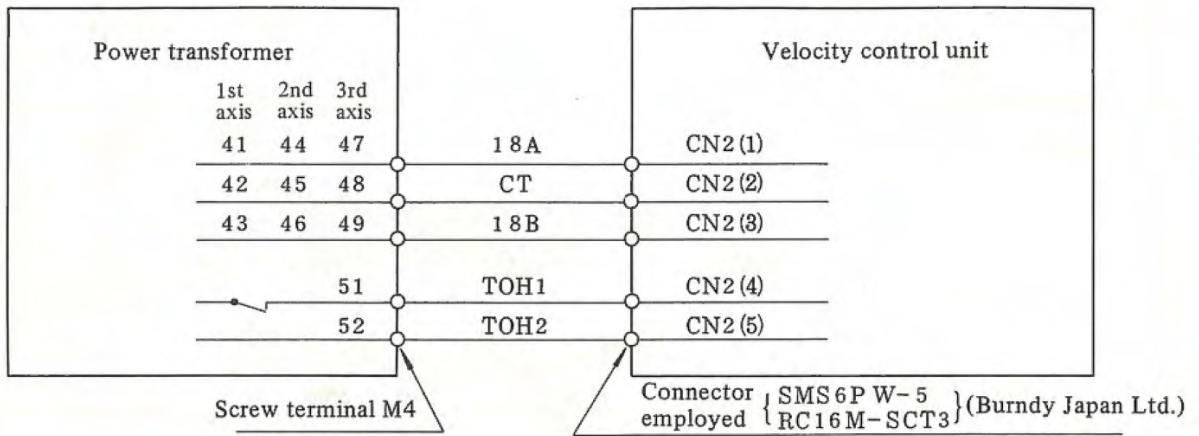 Power transformer
Velocity control unit
1st 2nd 3rd
axis axis axis
41 44 47 18A CN2(1)
42 45 48 CT CN2(2)
43 46 49 18B CN2(3)
51 TOH1 CN2(4)
52 TOH2 CN2(5)
Screw terminal M4
Connector employed { SMS6P W-5
RC16M-SCT3 } (Burndy Japan Ltd.)